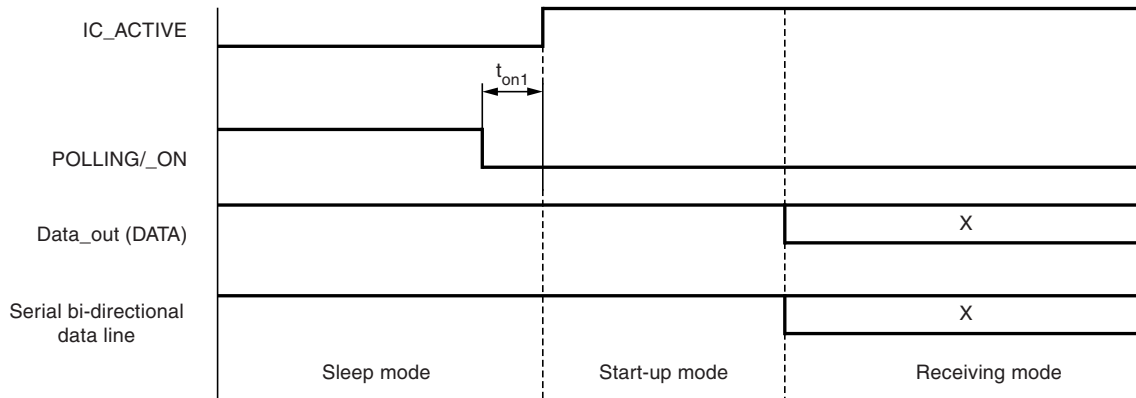 IC_ACTIVE
t_on1
POLLING/_ON
Data_out (DATA)
X
Serial bi-directional
data line
X
Sleep mode
Start-up mode
Receiving mode